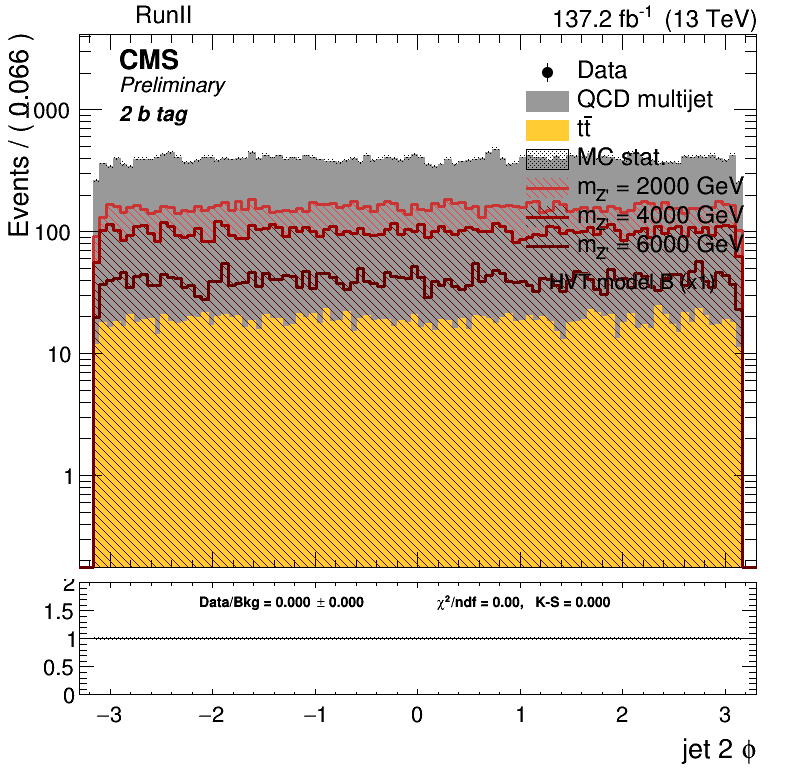 RunII
137.2 fb⁻¹ (13 TeV)
CMS
Preliminary
2 b tag
Data
QCD multijet
tt̄
MC stat
m_Z' = 2000 GeV
m_Z' = 4000 GeV
m_Z' = 6000 GeV
HVT model B (x1)
Events / ( 0.066 )
1000
100
10
1
2
1.5
1
0.5
0
Data/Bkg = 0.000 ± 0.000
χ²/ndf = 0.00, K-S = 0.000
−3 −2 −1 0 1 2 3
jet 2 ϕ